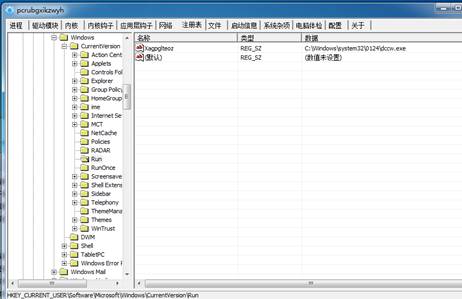 pcrubgxikzwyh
进程 驱动模块 内核 内核钩子 应用层钩子 网络 注册表 文件 启动信息 系统杂项 电脑体检 配置 关于
名称 类型 数据
Xagpgiteoz REG_SZ C:\Windows\system32\0124\dccw.exe
(默认) REG_SZ (数值未设置)
Windows
CurrentVersion
Action Cent
Applets
Controls Fol
Explorer
Group Policy
HomeGroup
ime
Internet Se
MCT
NetCache
Policies
RADAR
Run
RunOnce
Screensave
Shell Extens
Sidebar
Telephony
ThemeMana
Themes
WinTrust
DWM
Shell
TabletPC
Windows Error F
Windows Mail
HKEY_CURRENT_USER\Software\Microsoft\Windows\CurrentVersion\Run